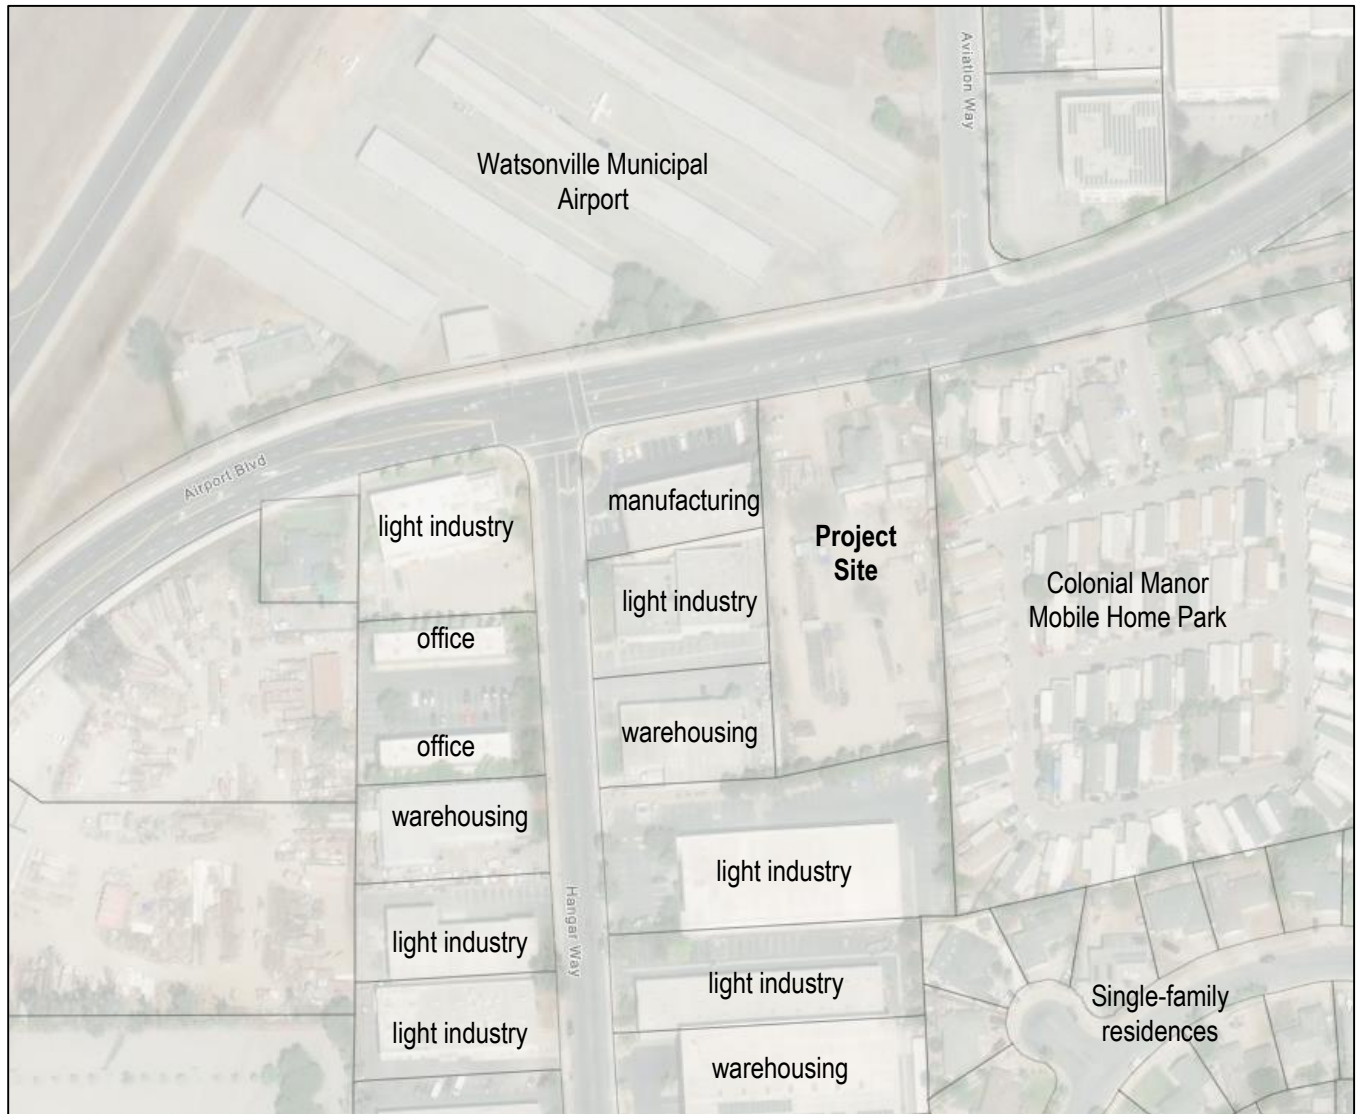 Aviation Way
Watsonville Municipal
Airport
Airport Blvd
light industry
manufacturing
Project
Site
light industry
Colonial Manor
Mobile Home Park
office
office
warehousing
warehousing
light industry
Hangar Way
light industry
light industry
Single-family
residences
light industry
warehousing